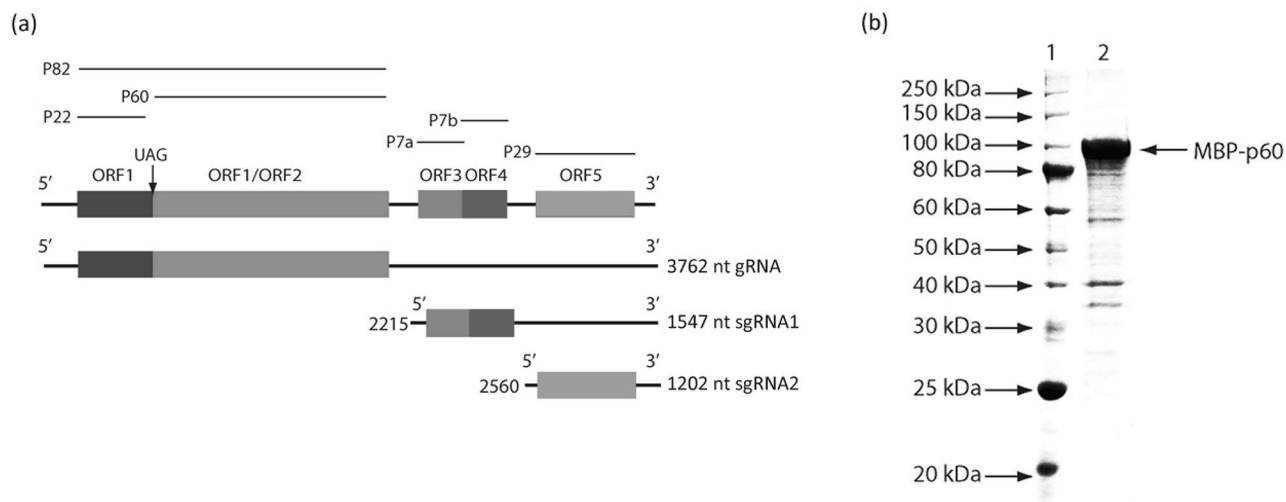 (a)
P82
P60
P22
P7b
P7a
P29
UAG
5’ ORF1 ORF1/ORF2 ORF3 ORF4 ORF5 3’
5’ 3’
3762 nt gRNA
5’ 3’
2215 1547 nt sgRNA1
5’ 3’
2560 1202 nt sgRNA2
(b)
1 2
250 kDa
150 kDa
100 kDa
MBP-p60
80 kDa
60 kDa
50 kDa
40 kDa
30 kDa
25 kDa
20 kDa